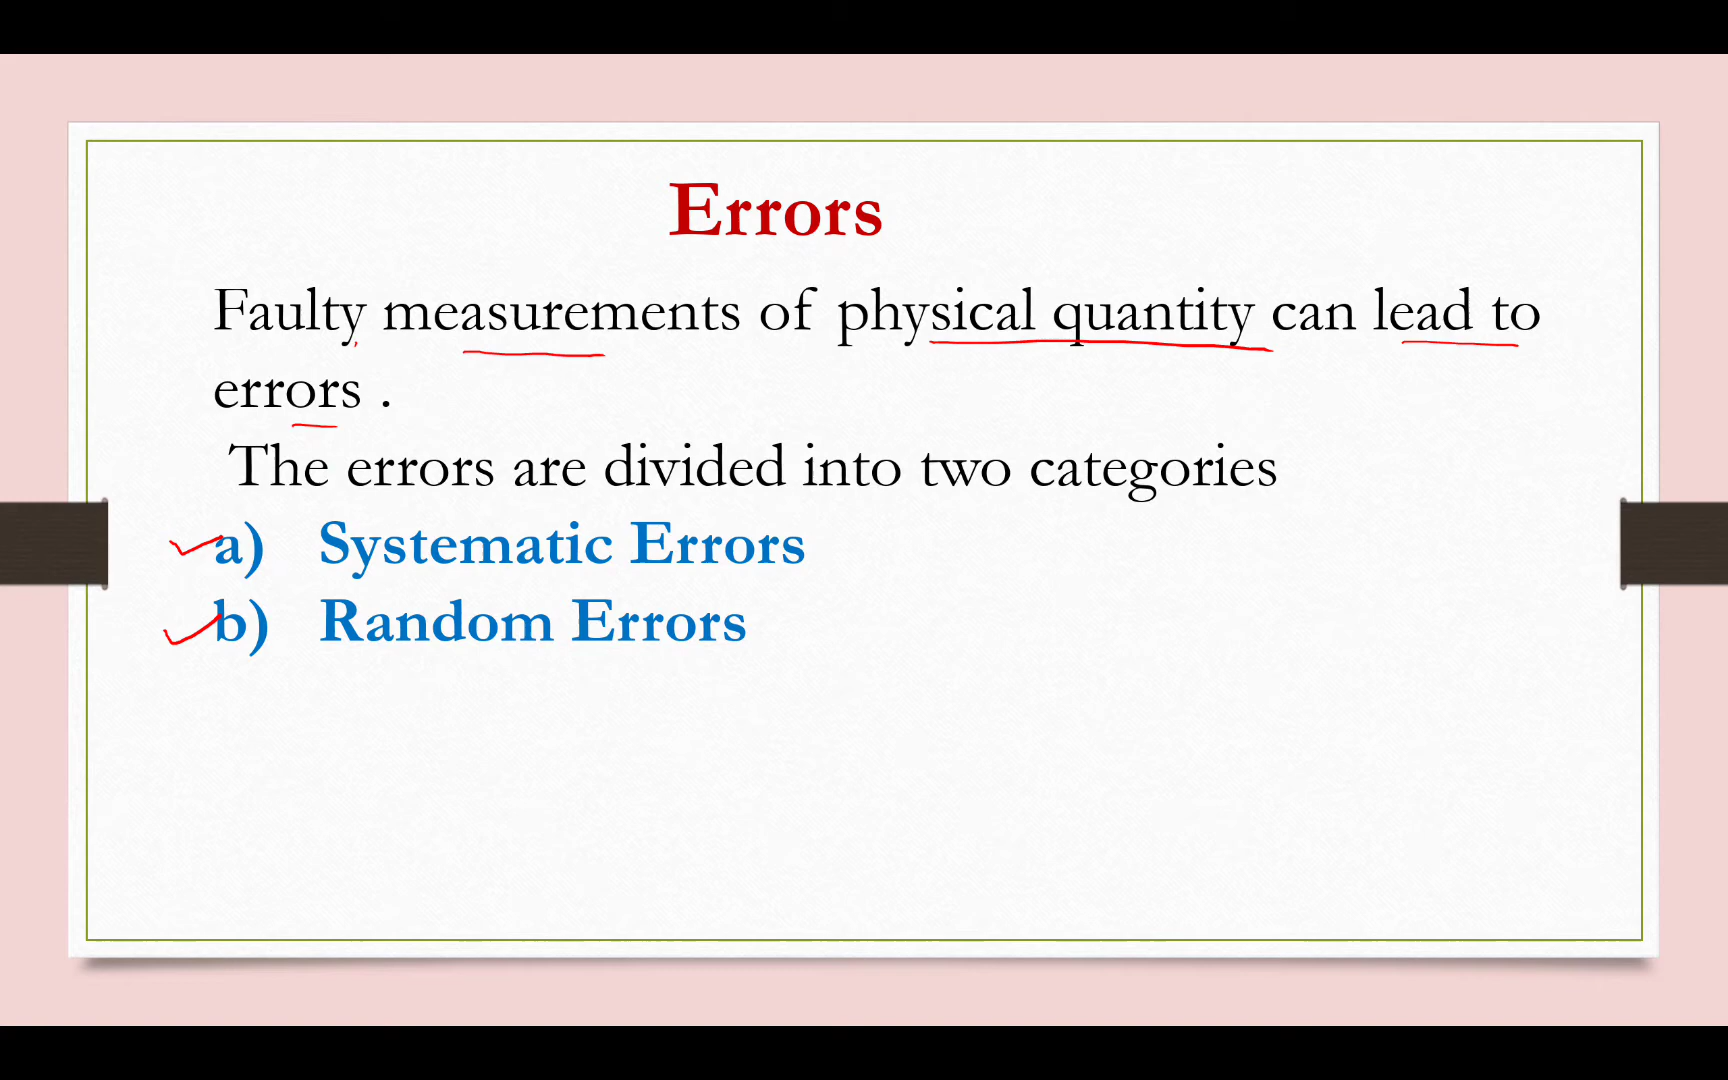 Errors
Faulty measurements of physical quantity can lead to
errors .
The errors are divided into two categories
a) Systematic Errors
b) Random Errors